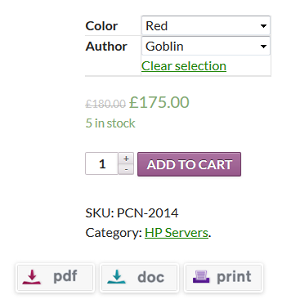 Color Red
Author Goblin
Clear selection
£180.00 £175.00
5 in stock
1 + - ADD TO CART
SKU: PCN-2014
Category: HP Servers.
pdf doc print